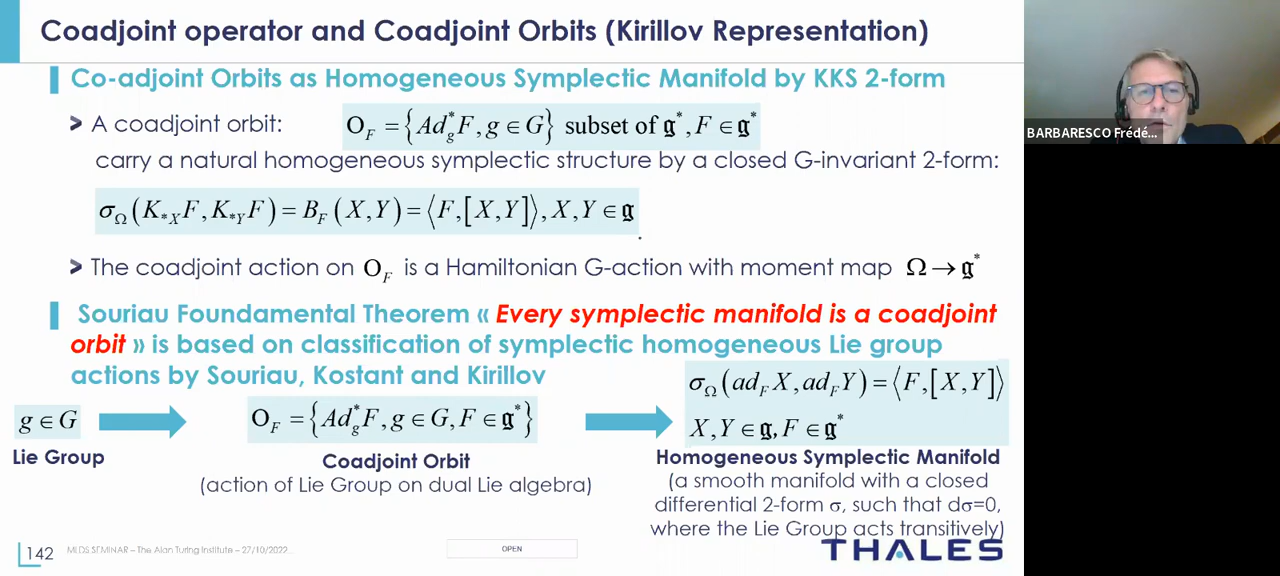 Coadjoint operator and Coadjoint Orbits (Kirillov Representation)
Co-adjoint Orbits as Homogeneous Symplectic Manifold by KKS 2-form
A coadjoint orbit: O_F = {Ad*_g F, g ∈ G} subset of 𝔤*, F ∈ 𝔤*
carry a natural homogeneous symplectic structure by a closed G-invariant 2-form:
σ_Ω (K_{*X}F, K_{*Y}F) = B_F (X, Y) = ⟨F, [X, Y]⟩, X, Y ∈ 𝔤
The coadjoint action on O_F is a Hamiltonian G-action with moment map Ω → 𝔤*
Souriau Foundamental Theorem « Every symplectic manifold is a coadjoint
orbit » is based on classification of symplectic homogeneous Lie group
actions by Souriau, Kostant and Kirillov
g ∈ G
Lie Group
O_F = {Ad*_g F, g ∈ G, F ∈ 𝔤*}
Coadjoint Orbit
(action of Lie Group on dual Lie algebra)
σ_Ω (ad_F X, ad_F Y) = ⟨F, [X, Y]⟩
X, Y ∈ 𝔤, F ∈ 𝔤*
Homogeneous Symplectic Manifold
(a smooth manifold with a closed
differential 2-form σ, such that dσ=0,
where the Lie Group acts transitively)
142
MLDS SEMINAR – The Alan Turing Institute – 27/10/2022
OPEN
THALES
BARBARESCO Frédé...